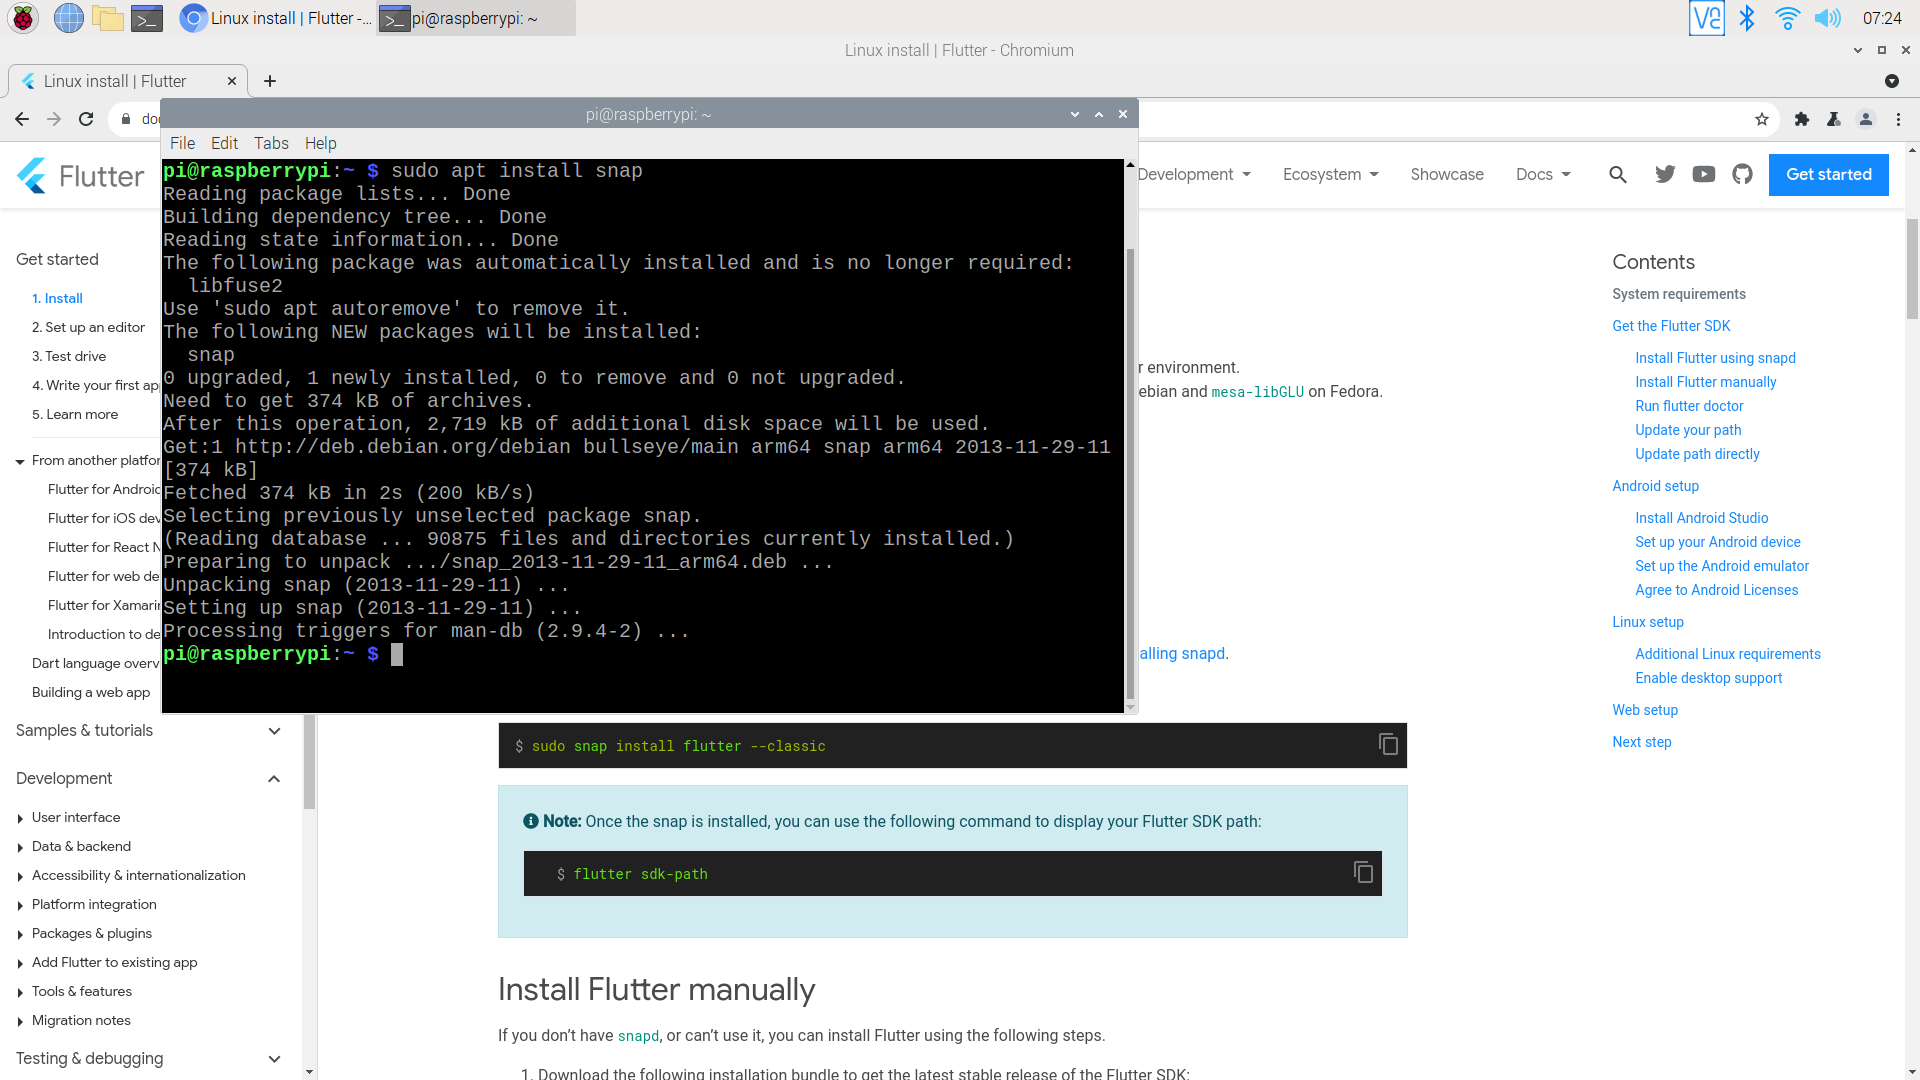 Linux install | Flutter -...
pi@raspberrypi: ~
07:24
Linux install | Flutter - Chromium
Linux install | Flutter
pi@raspberrypi: ~
File Edit Tabs Help
pi@raspberrypi:~ $ sudo apt install snap
Reading package lists... Done
Building dependency tree... Done
Reading state information... Done
The following package was automatically installed and is no longer required:
libfuse2
Use 'sudo apt autoremove' to remove it.
The following NEW packages will be installed:
snap
0 upgraded, 1 newly installed, 0 to remove and 0 not upgraded.
Need to get 374 kB of archives.
After this operation, 2,719 kB of additional disk space will be used.
Get:1 http://deb.debian.org/debian bullseye/main arm64 snap arm64 2013-11-29-11
[374 kB]
Fetched 374 kB in 2s (200 kB/s)
Selecting previously unselected package snap.
(Reading database ... 90875 files and directories currently installed.)
Preparing to unpack .../snap_2013-11-29-11_arm64.deb ...
Unpacking snap (2013-11-29-11) ...
Setting up snap (2013-11-29-11) ...
Processing triggers for man-db (2.9.4-2) ...
pi@raspberrypi:~ $
Flutter
Development
Ecosystem
Showcase
Docs
Get started
Get started
1. Install
2. Set up an editor
3. Test drive
4. Write your first ap
5. Learn more
From another platfor
Flutter for Android
Flutter for iOS dev
Flutter for React N
Flutter for web de
Flutter for Xamarin
Introduction to de
Dart language overv
Building a web app
Samples & tutorials
Development
User interface
Data & backend
Accessibility & internationalization
Platform integration
Packages & plugins
Add Flutter to existing app
Tools & features
Migration notes
Testing & debugging
r environment.
ebian and mesa-libGLU on Fedora.
alling snapd.
$ sudo snap install flutter --classic
Note: Once the snap is installed, you can use the following command to display your Flutter SDK path:
$ flutter sdk-path
Install Flutter manually
If you don’t have snapd, or can’t use it, you can install Flutter using the following steps.
1. Download the following installation bundle to get the latest stable release of the Flutter SDK:
Contents
System requirements
Get the Flutter SDK
Install Flutter using snapd
Install Flutter manually
Run flutter doctor
Update your path
Update path directly
Android setup
Install Android Studio
Set up your Android device
Set up the Android emulator
Agree to Android Licenses
Linux setup
Additional Linux requirements
Enable desktop support
Web setup
Next step